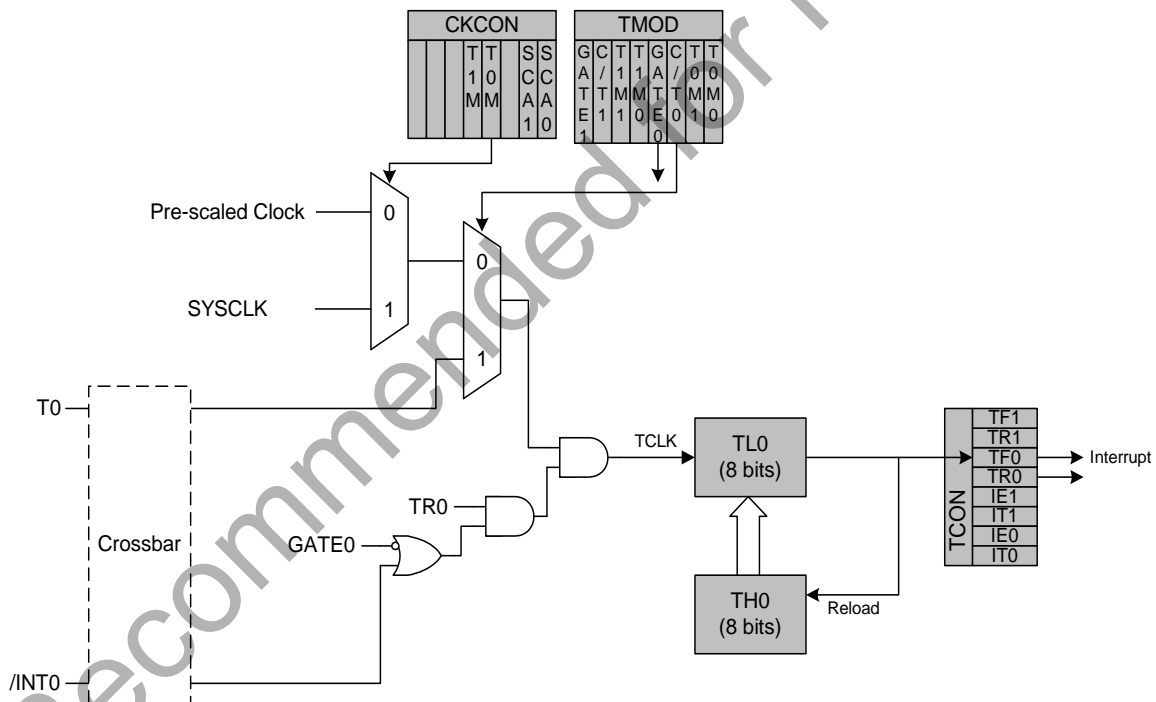 CKCON
T1M
T0M
SCA1
SCA0
TMOD
GATE1
C/T1
T1M1
T1M0
GATE0
C/T0
T0M1
T0M0
Pre-scaled Clock
0
SYSCLK
1
0
1
T0
Crossbar
/INT0
TR0
GATE0
TCLK
TL0
(8 bits)
TH0
(8 bits)
Reload
TCON
TF1
TR1
TF0
TR0
IE1
IT1
IE0
IT0
Interrupt
ecommended for